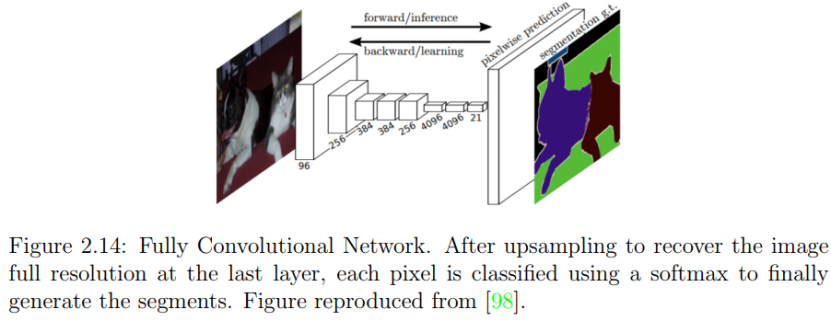 forward/inference
backward/learning
pixelwise prediction
segmentation g.t.
96
256
384
384
256
4096
4096
21
Figure 2.14: Fully Convolutional Network. After upsampling to recover the image
full resolution at the last layer, each pixel is classified using a softmax to finally
generate the segments. Figure reproduced from [98].